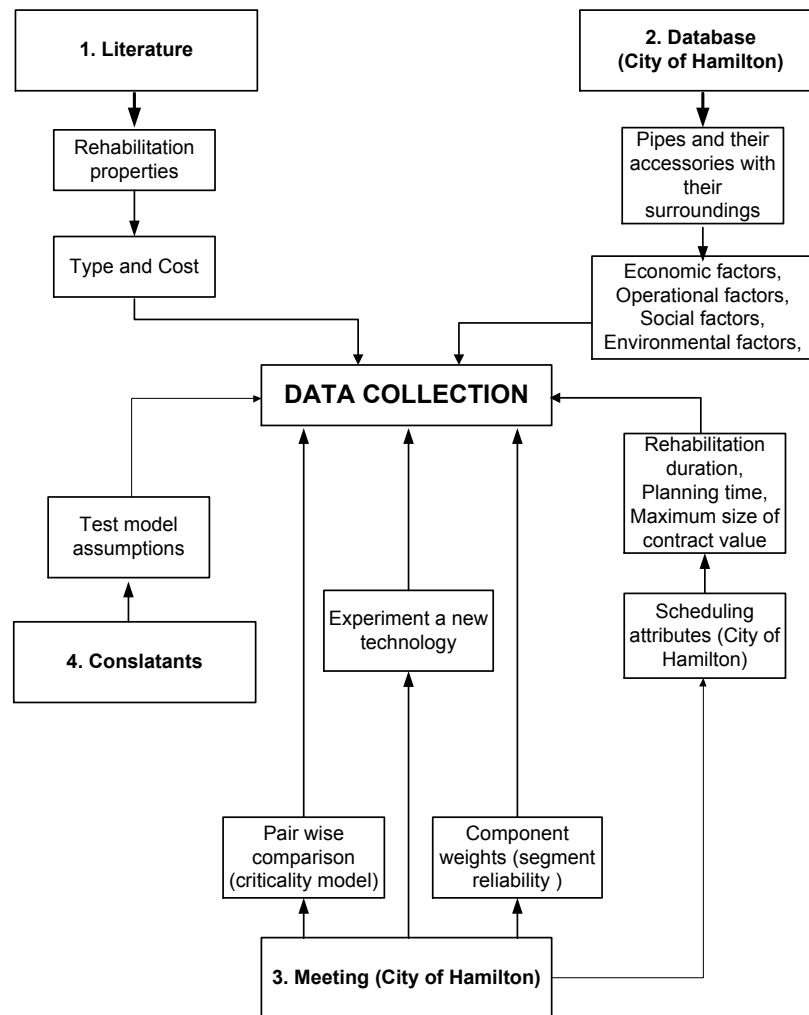 1. Literature
2. Database
(City of Hamilton)
Rehabilitation
properties
Pipes and their
accessories with
their
surroundings
Type and Cost
Economic factors,
Operational factors,
Social factors,
Environmental factors,
DATA COLLECTION
Rehabilitation
duration,
Planning time,
Maximum size of
contract value
Test model
assumptions
Experiment a new
technology
Scheduling
attributes (City of
Hamilton)
4. Conslatants
Pair wise
comparison
(criticality model)
Component
weights (segment
reliability )
3. Meeting (City of Hamilton)